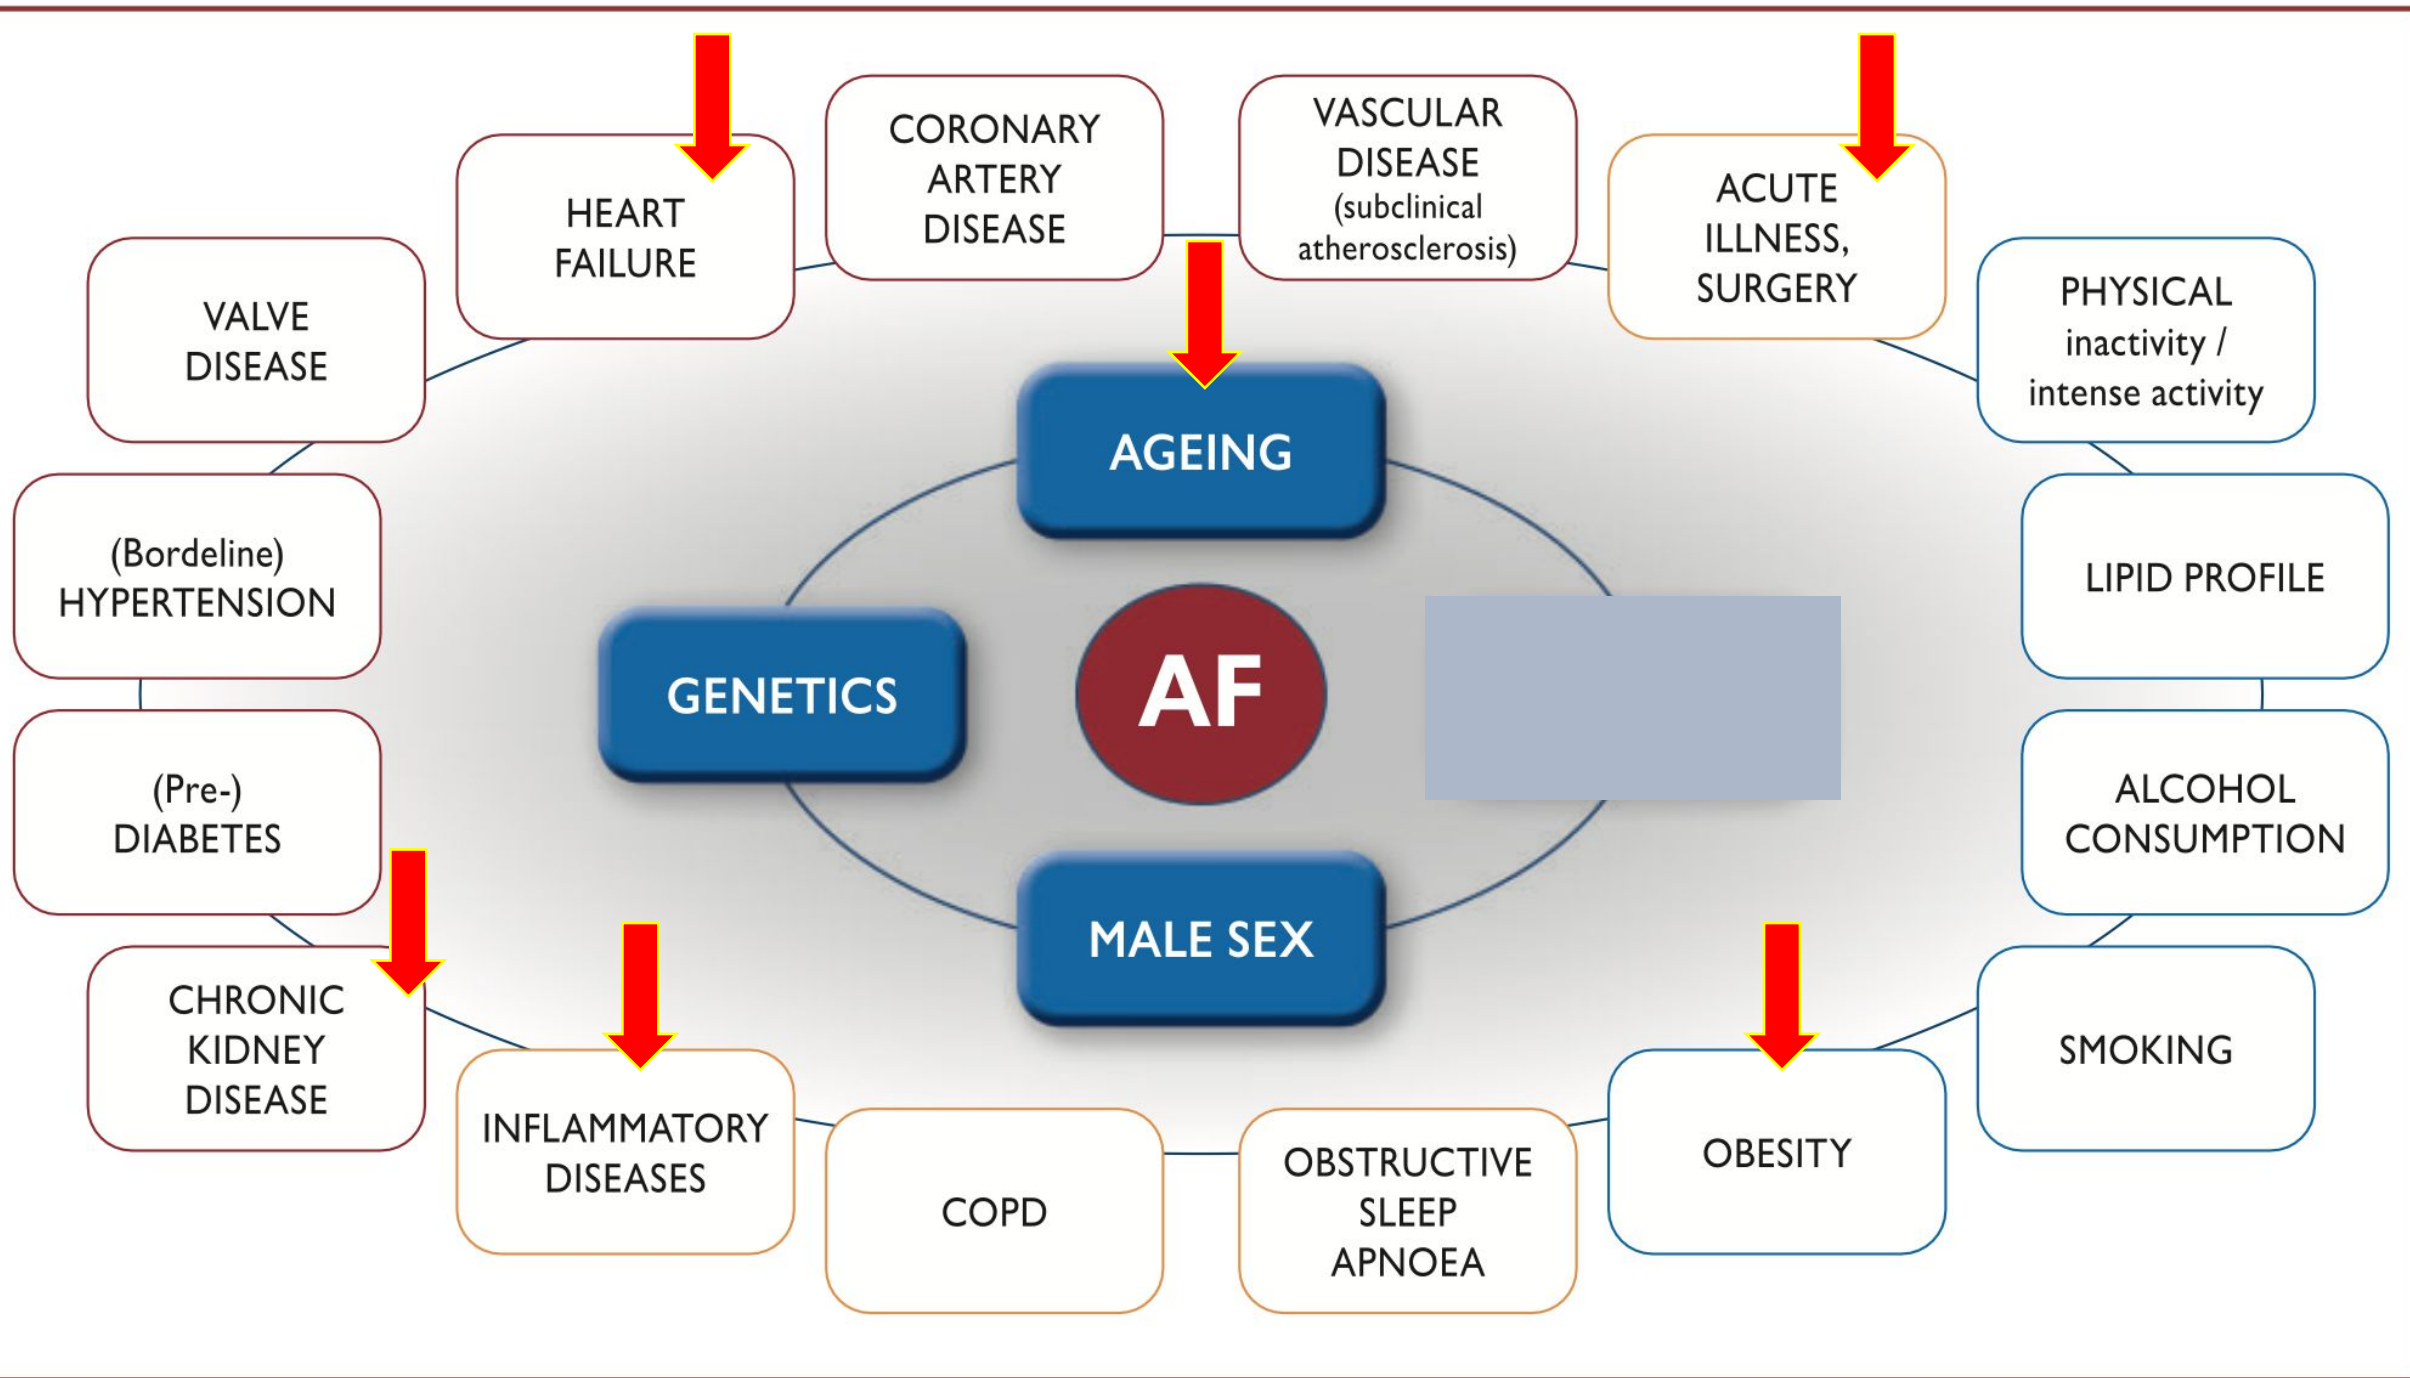 CORONARY
ARTERY
DISEASE
VASCULAR
DISEASE
(subclinical
atherosclerosis)
HEART
FAILURE
ACUTE
ILLNESS,
SURGERY
VALVE
DISEASE
PHYSICAL
inactivity /
intense activity
AGEING
(Bordeline)
HYPERTENSION
LIPID PROFILE
GENETICS
AF
(Pre-)
DIABETES
ALCOHOL
CONSUMPTION
MALE SEX
CHRONIC
KIDNEY
DISEASE
SMOKING
INFLAMMATORY
DISEASES
COPD
OBSTRUCTIVE
SLEEP
APNOEA
OBESITY